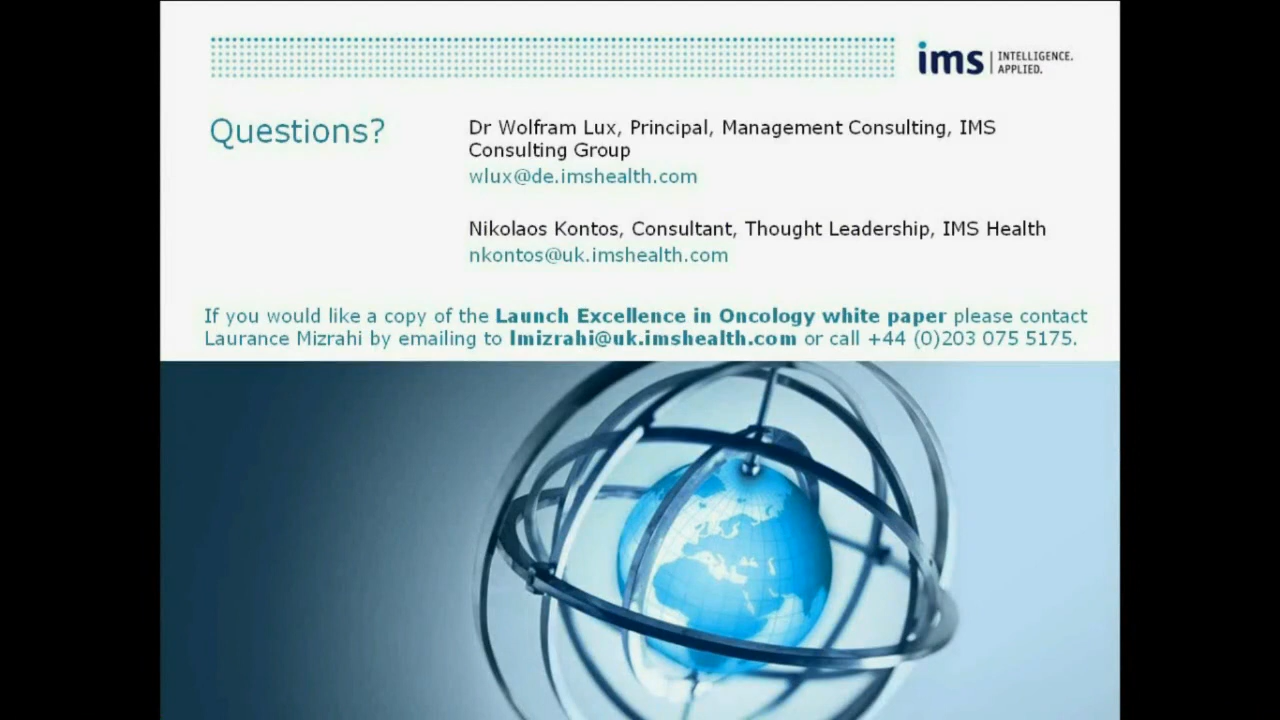 ims | INTELLIGENCE.
APPLIED.
Questions?
Dr Wolfram Lux, Principal, Management Consulting, IMS
Consulting Group
wlux@de.imshealth.com
Nikolaos Kontos, Consultant, Thought Leadership, IMS Health
nkontos@uk.imshealth.com
If you would like a copy of the Launch Excellence in Oncology white paper please contact
Laurance Mizrahi by emailing to lmizrahi@uk.imshealth.com or call +44 (0)203 075 5175.